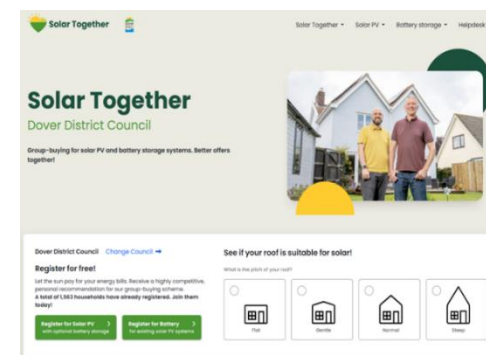 Solar Together
Solar Together
Solar PV
Battery storage
Helpdesk
Solar Together
Dover District Council
Group-buying for solar PV and battery storage systems. Better offers
together!
Dover District Council Change Council
Register for free!
Let the sun pay for your energy bills. Receive a highly competitive,
personal recommendation for our group-buying scheme.
A total of 1,563 households have already registered. Join them
today!
Register for Solar PV
with optional battery storage
Register for Battery
for existing solar PV systems
See if your roof is suitable for solar!
What is the pitch of your roof?
Flat
Gentle
Normal
Steep